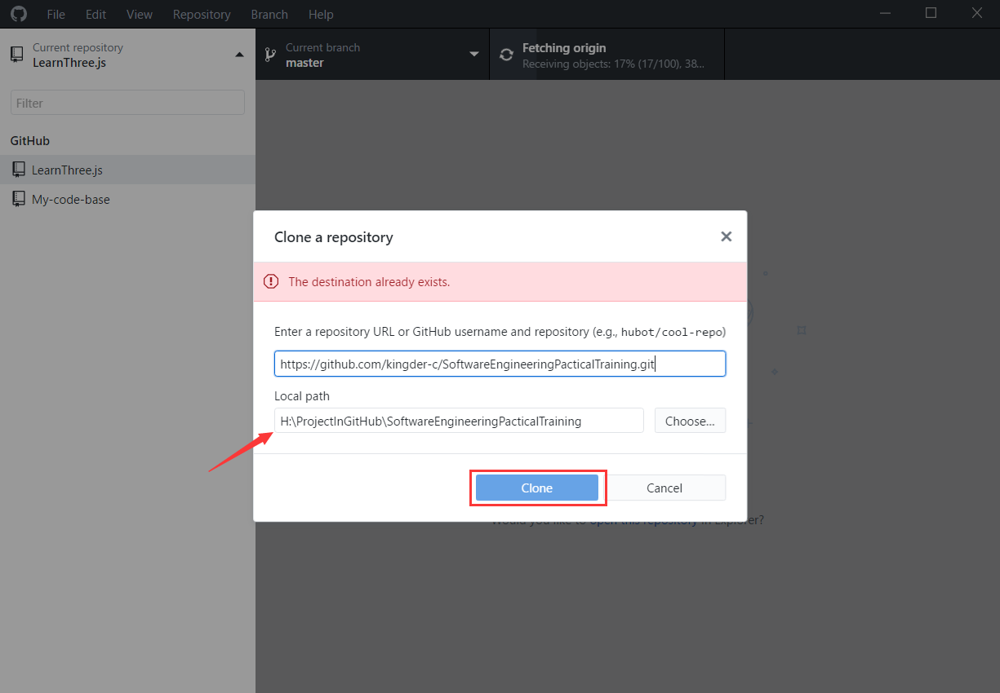 File Edit View Repository Branch Help
Current repository
LearnThree.js
Current branch
master
Fetching origin
Receiving objects: 17% (17/100), 38...
Filter
GitHub
LearnThree.js
My-code-base
Clone a repository
The destination already exists.
Enter a repository URL or GitHub username and repository (e.g., hubot/cool-repo)
https://github.com/kingder-c/SoftwareEngineeringPacticalTraining.git
Local path
H:\ProjectInGitHub\SoftwareEngineeringPacticalTraining
Choose...
Clone
Cancel
Would you like to open this repository in Explorer?